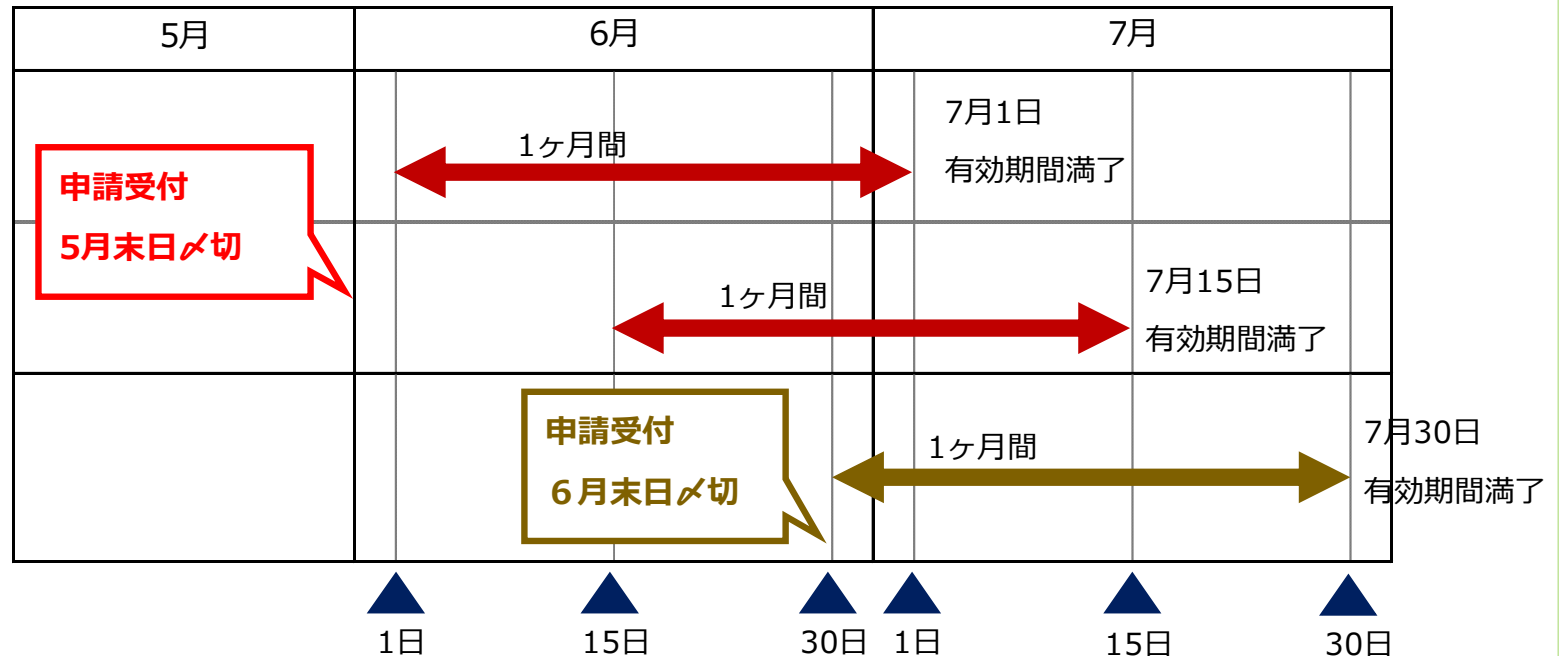 5月
6月
7月
1ヶ月間
7月1日
有効期間満了
申請受付
5月末日〆切
1ヶ月間
7月15日
有効期間満了
申請受付
６月末日〆切
1ヶ月間
7月30日
有効期間満了
1日
15日
30日
1日
15日
30日